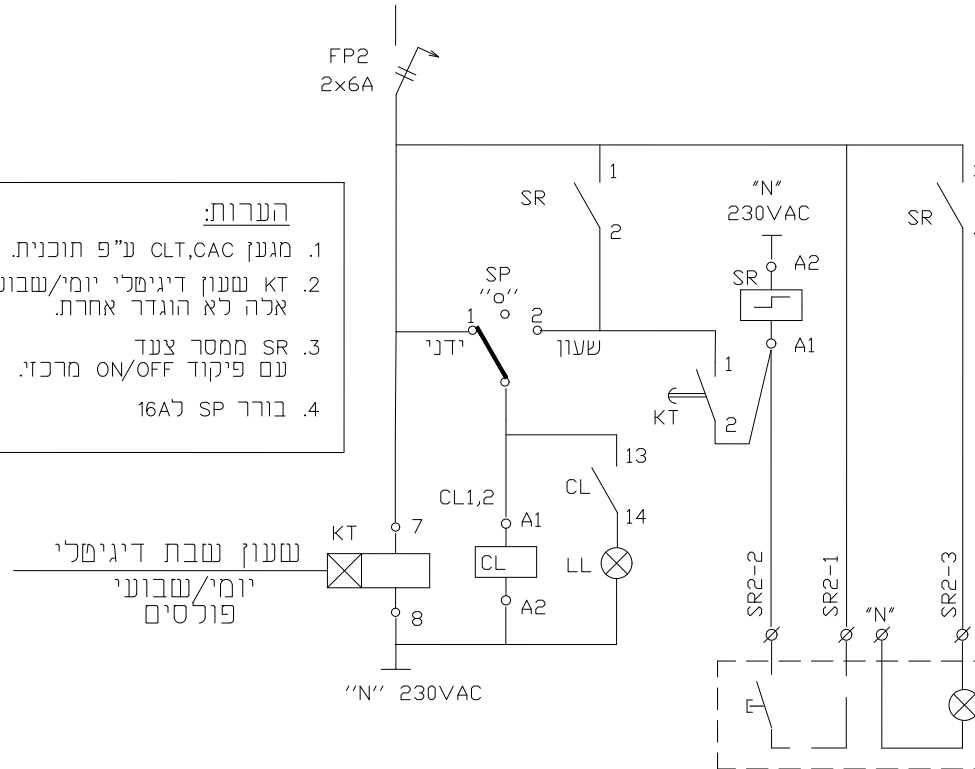 FP2
2x6A
הערות:
1. מגען CLT,CAC ע"פ תוכנית.
2. KT שעון דיגיטלי
אלה לא הוגדר אחרת.
3. SR ממסר צעד
עם פיקוד ON/OFF מרכזי.
4. בורר SP ל16A
SR
1
2
SP
"o"
1
2
ידני
שעון
"N"
230VAC
A2
SR
A1
SR
KT
1
2
13
CL
14
CL1,2
A1
CL
A2
LL
KT
7
8
שעון שבת דיגיטלי
יומי/שבועי
פולסים
"N" 230VAC
SR2-2
SR2-1
"N"
SR2-3